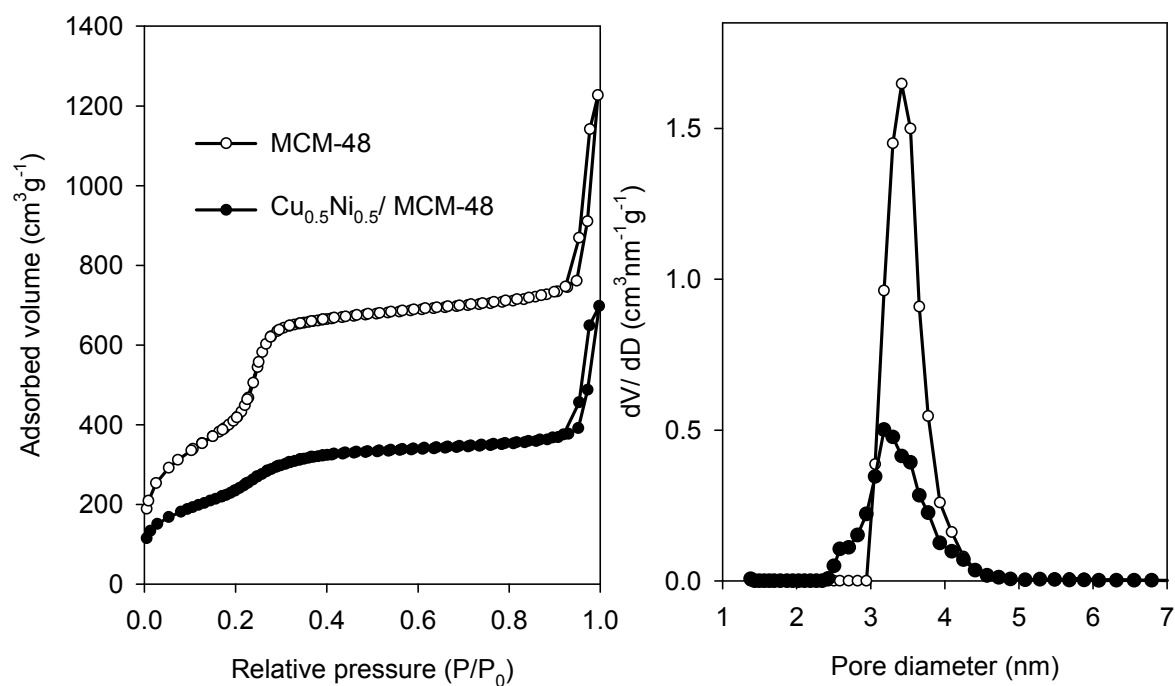 1400
1200
1000
800
600
400
200
0
Adsorbed volume (cm³g⁻¹)
MCM-48
Cu₀.₅Ni₀.₅/ MCM-48
0.0 0.2 0.4 0.6 0.8 1.0
Relative pressure (P/P₀)
dV/ dD (cm³nm⁻¹g⁻¹)
1.5
1.0
0.5
0.0
1 2 3 4 5 6 7
Pore diameter (nm)